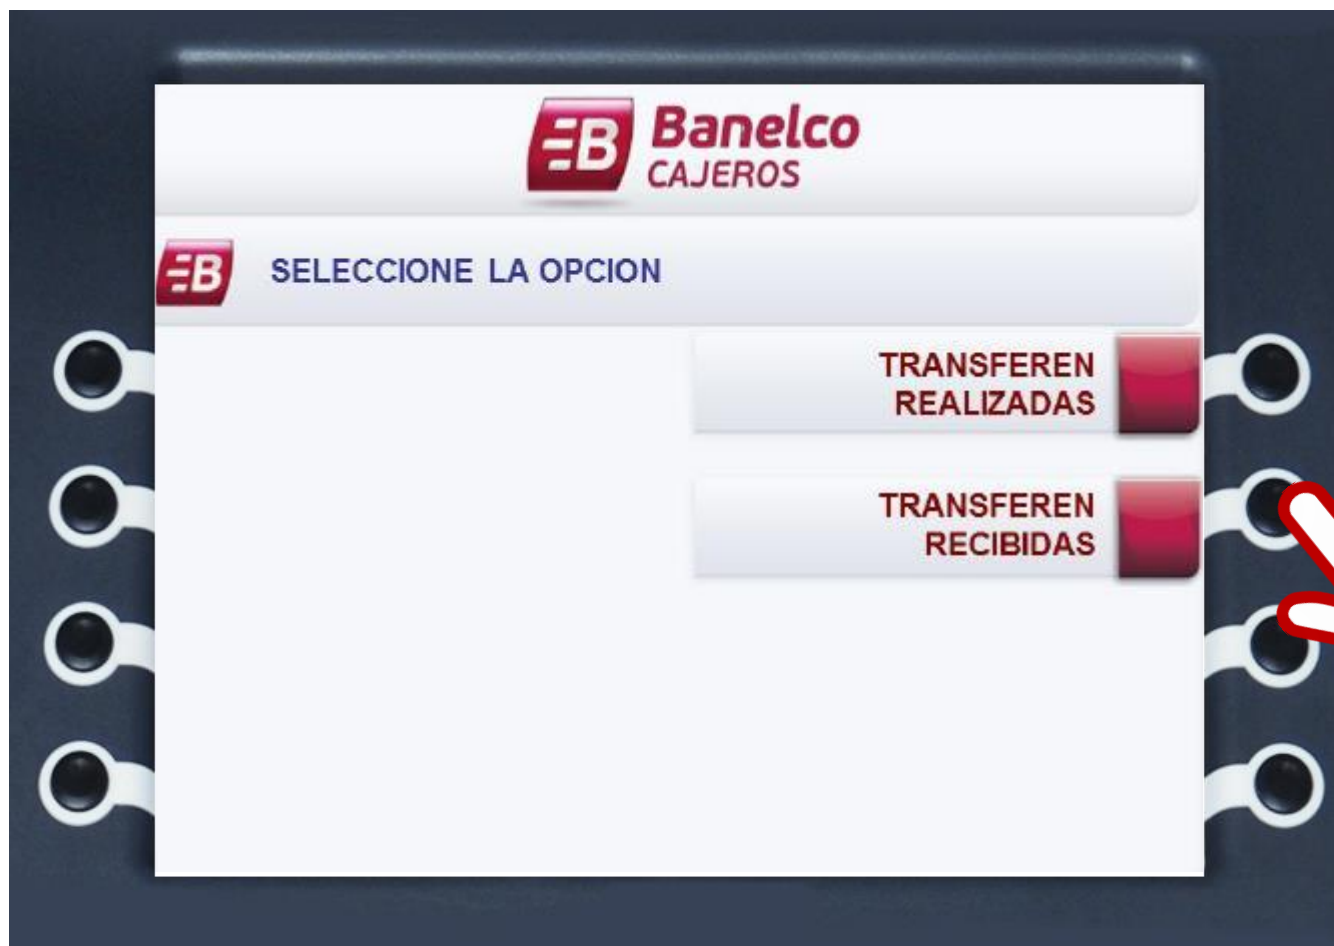 Banelco
CAJEROS
SELECCIONE LA OPCION
TRANSFEREN
REALIZADAS
TRANSFEREN
RECIBIDAS